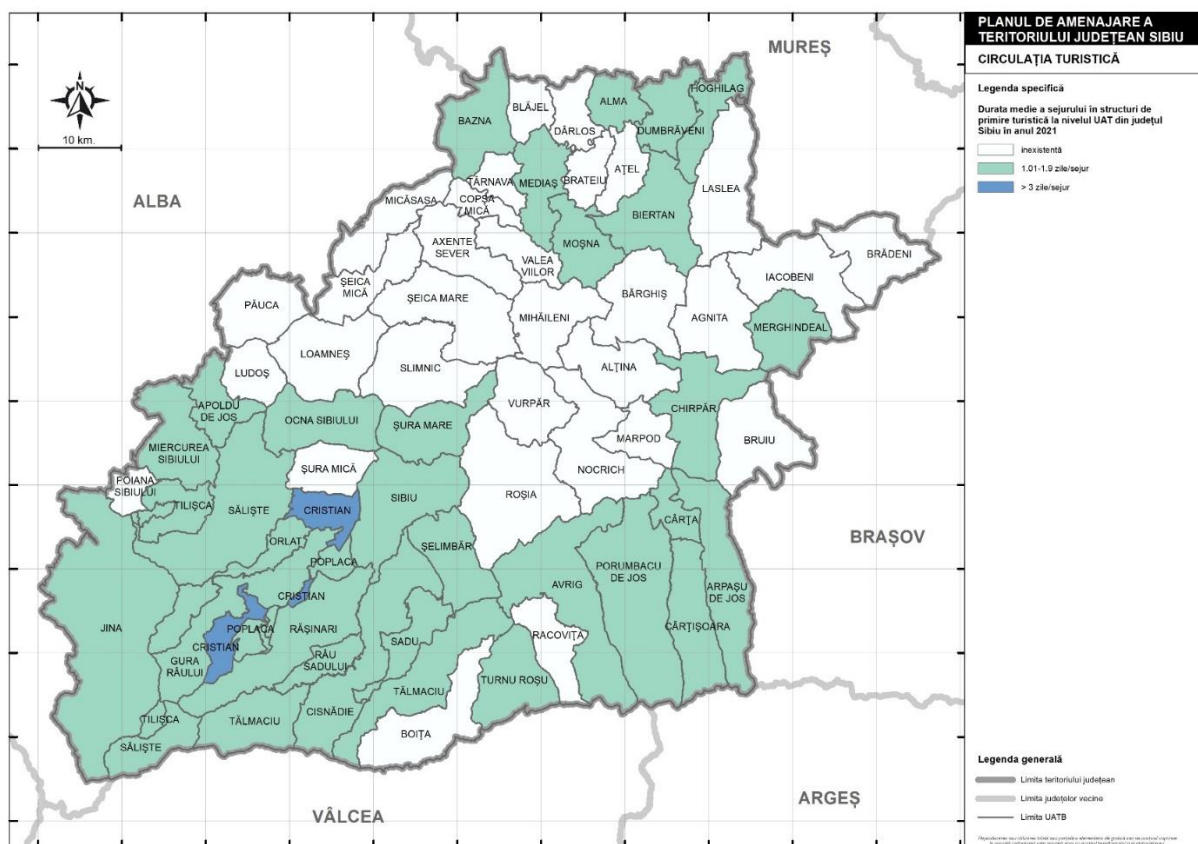 PLANUL DE AMENAJARE A
TERITORIULUI JUDEȚEAN SIBIU
CIRCULAȚIA TURISTICĂ
Legenda specifică
Durata medie a sejurului în structuri de
primire turistică la nivelul UAT din județul
Sibiu în anul 2021
inexistentă
1.01-1.9 zile/sejur
> 3 zile/sejur
MUREȘ
N
10 km.
ALBA
BLĂJEL
ALMA
HOGHILAG
BAZNA
DÂRLOS
DUMBRĂVENI
TÂRNAVA
MEDIAȘ
BRATEIU
AȚEL
LASLEA
MICĂSASA
COPȘA
MICĂ
BIERTAN
AXENTE
SEVER
MOȘNA
VALEA
VIILOR
BRĂDENI
IACOBENI
ȘEICA
MICĂ
ȘEICA MARE
BÂRGHIȘ
PĂUCA
MIHĂILENI
AGNITA
MERGHINDEAL
LOAMNEȘ
LUDOȘ
SLIMNIC
ALȚINA
APOLDU
DE JOS
VURPĂR
CHIRPĂR
OCNA SIBIULUI
ȘURA MARE
MARPOD
BRUIU
MIERCUREA
SIBIULUI
ȘURA MICĂ
NOCRICH
POIANA
SIBIULUI
ROȘIA
SIBIU
TILIȘCA
SĂLIȘTE
CRISTIAN
CÂRȚA
BRAȘOV
ORLAT
ȘELIMBĂR
POPLACA
PORUMBACU
DE JOS
AVRIG
ARPAȘU
DE JOS
CRISTIAN
JINA
POPLACA
RĂȘINARI
CÂRȚIȘOARA
RACOVIȚA
SADU
CRISTIAN
GURA
RÂULUI
RÂU
SADULUI
TURNU ROȘU
TĂLMACIU
CISNĂDIE
TILIȘCA
TĂLMACIU
BOIȚA
SĂLIȘTE
VÂLCEA
ARGEȘ
Legenda generală
Limita teritoriului județean
Limita județelor vecine
Limita UATB